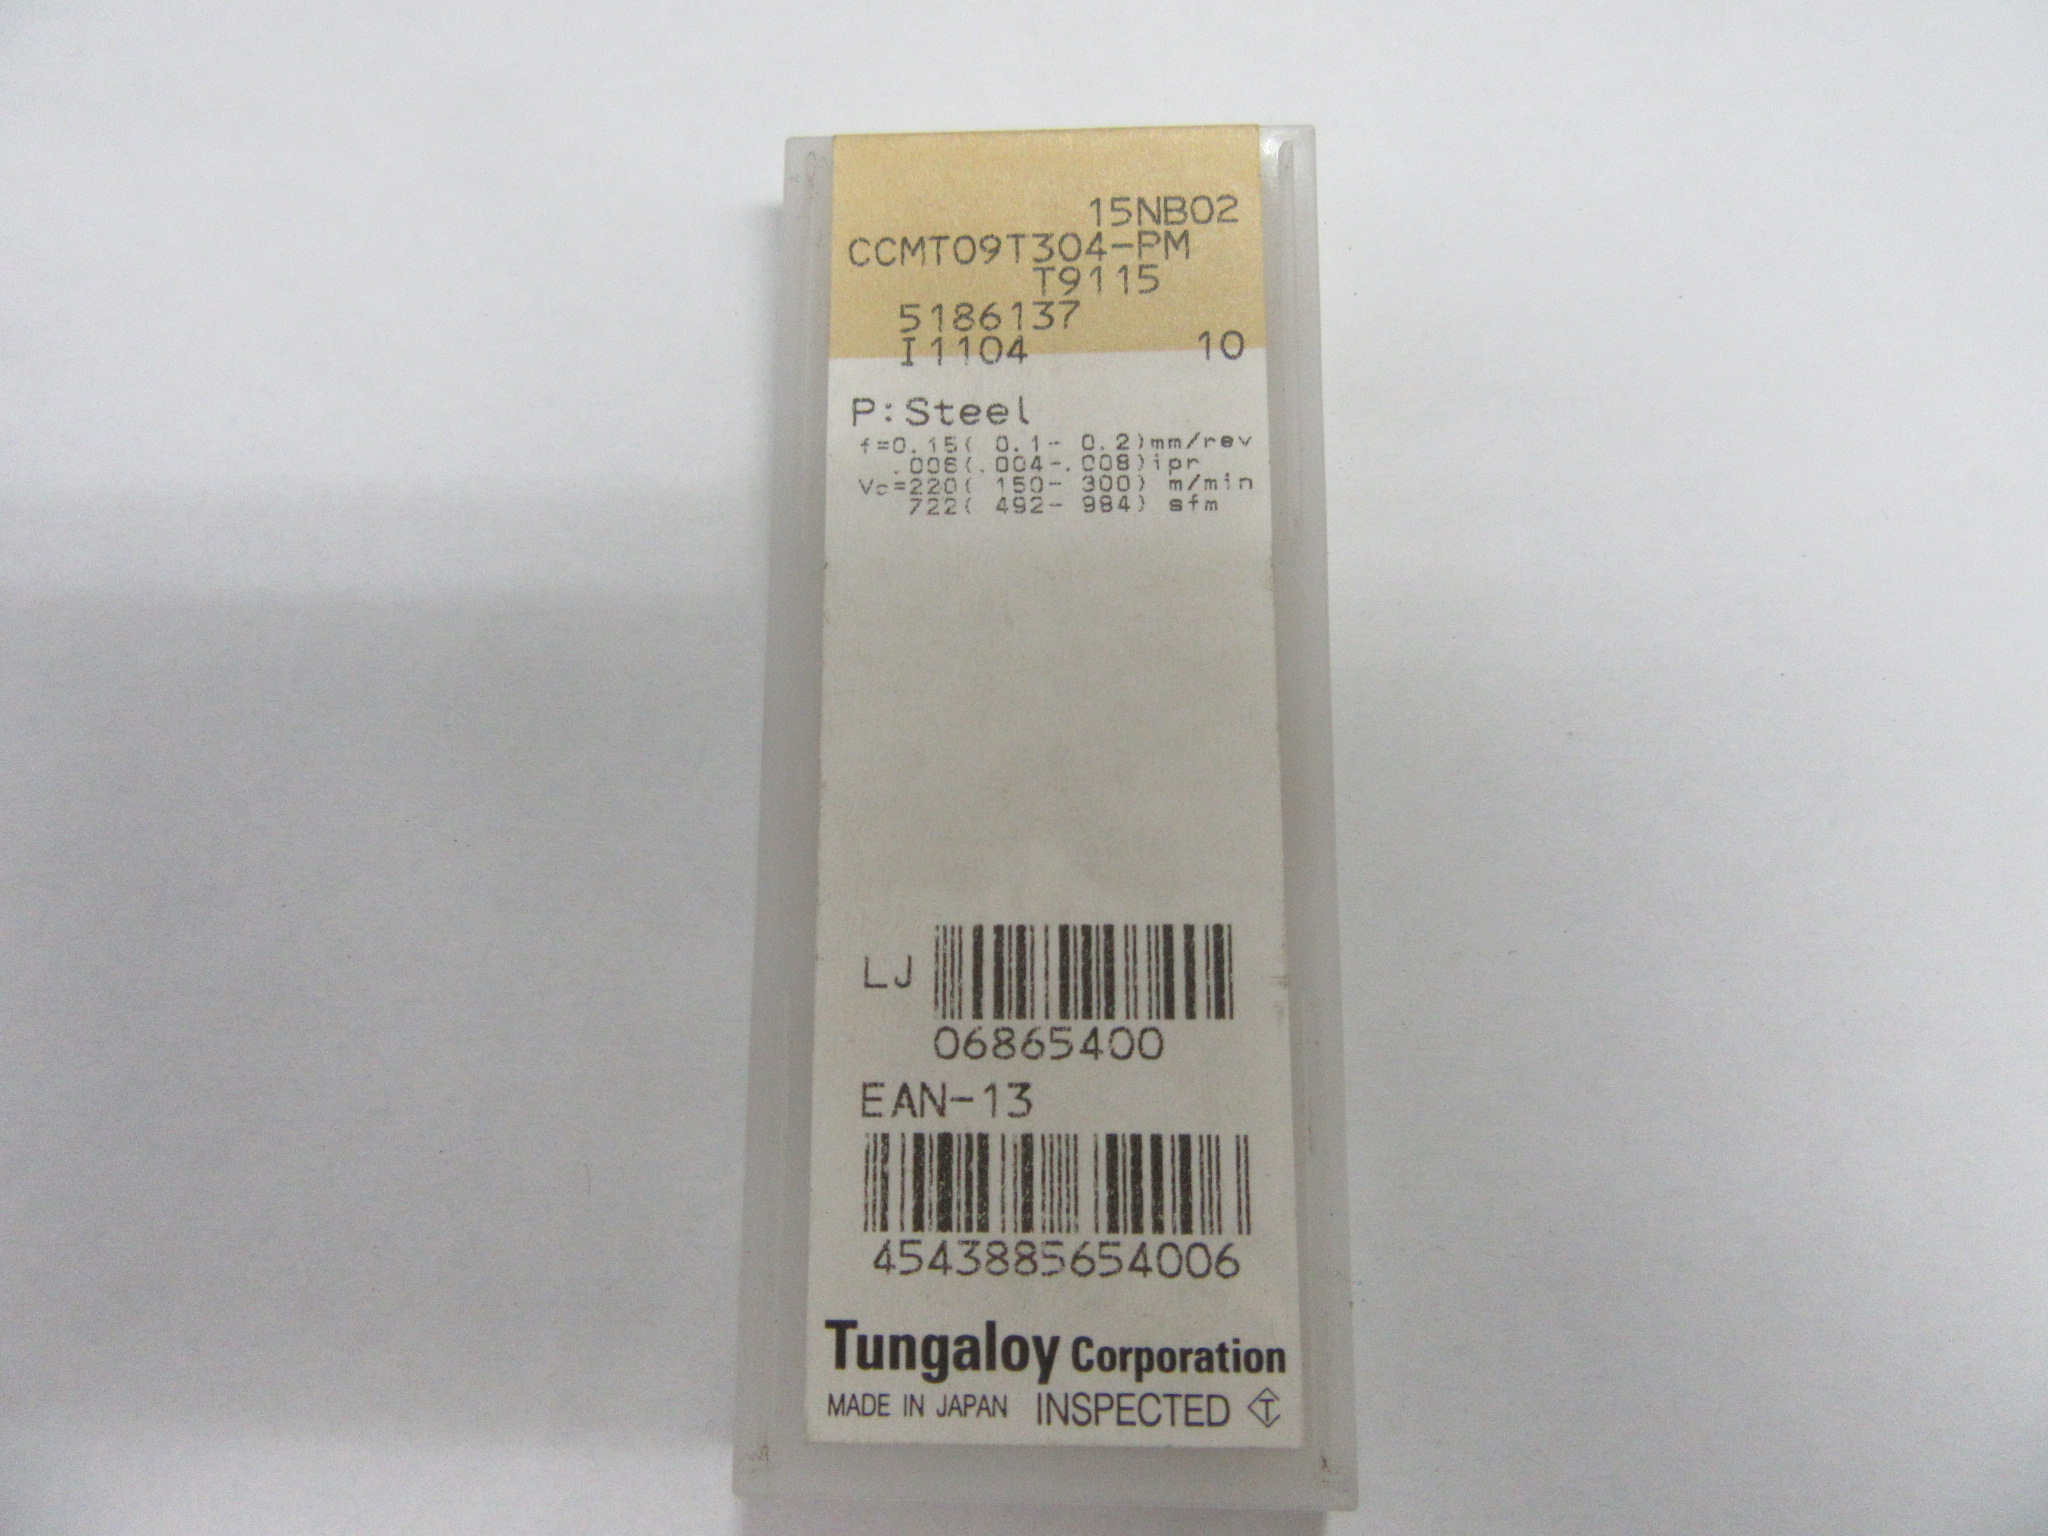 15NB02
CCMT09T304-PM
T9115
5186137
I1104 10
P:Steel
f=0.15( 0.1- 0.2)mm/rev
.006(.004-.008)ipr
Vc=220( 150- 300) m/min
722( 492- 984) sfm
LJ
06865400
EAN-13
4543885654006
Tungaloy Corporation
MADE IN JAPAN INSPECTED T